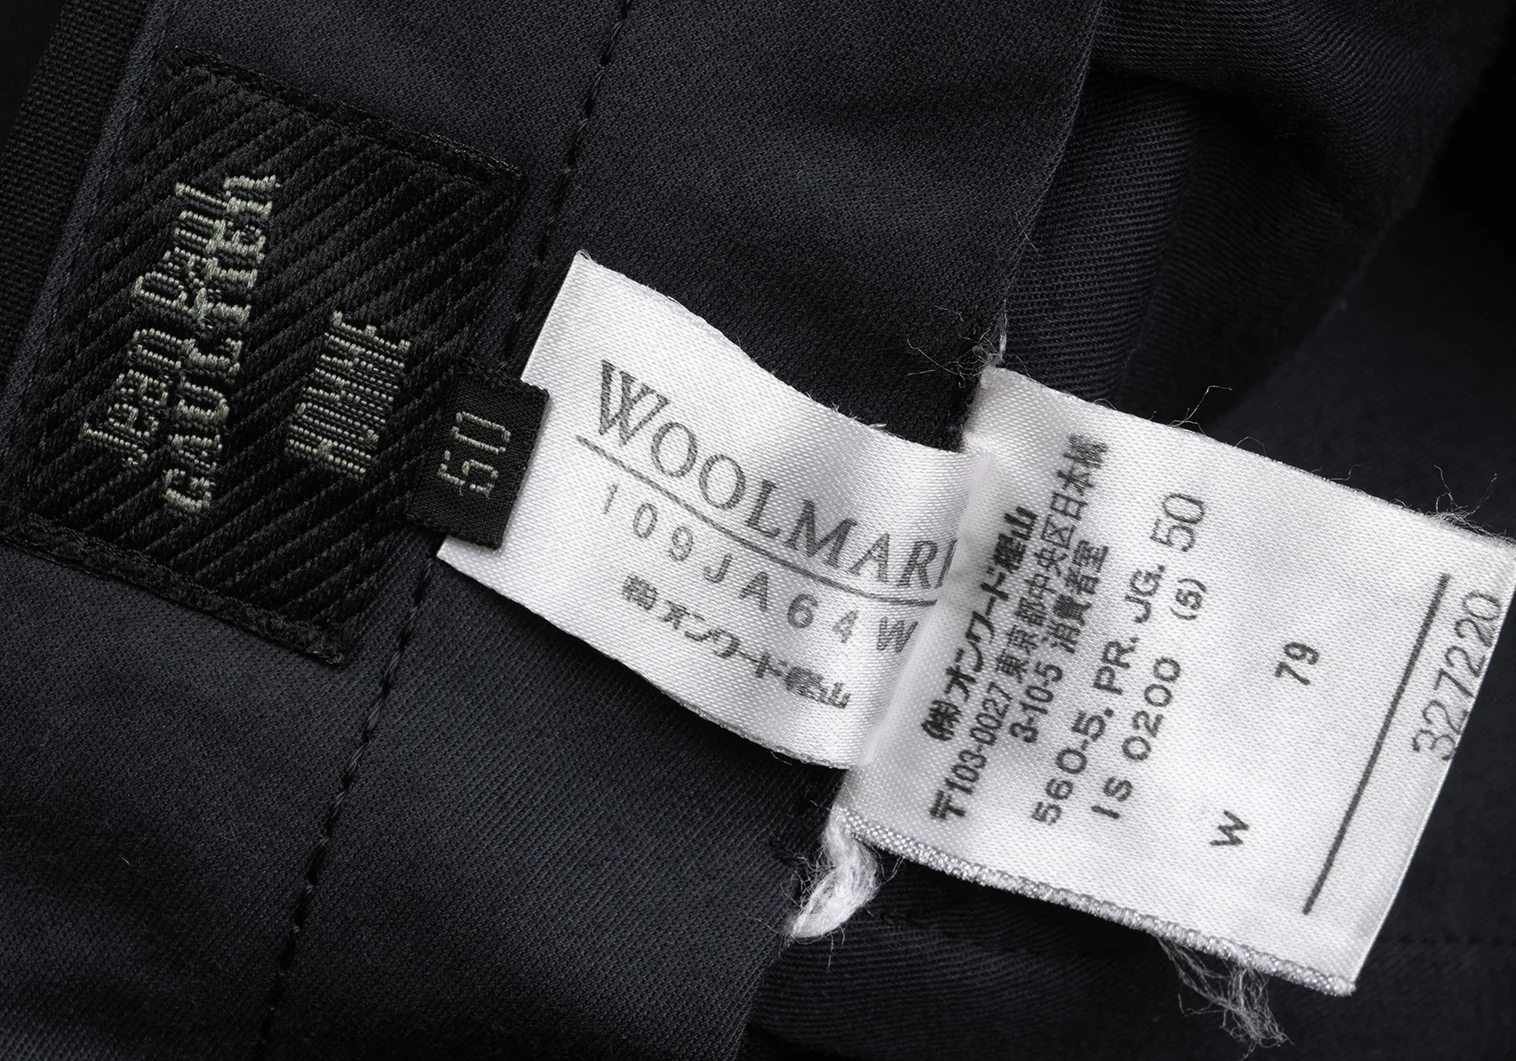 Jean Paul
GAULTIER
HOMME
50
WOOLMAR
109JA64W
㈱オンワード樫山
㈱オンワード樫山
〒103-0027 東京都中央区日本橋
3-10-5 消費者室
560-5. PR. JG. 50
IS 0200 (5)
W 79
327220